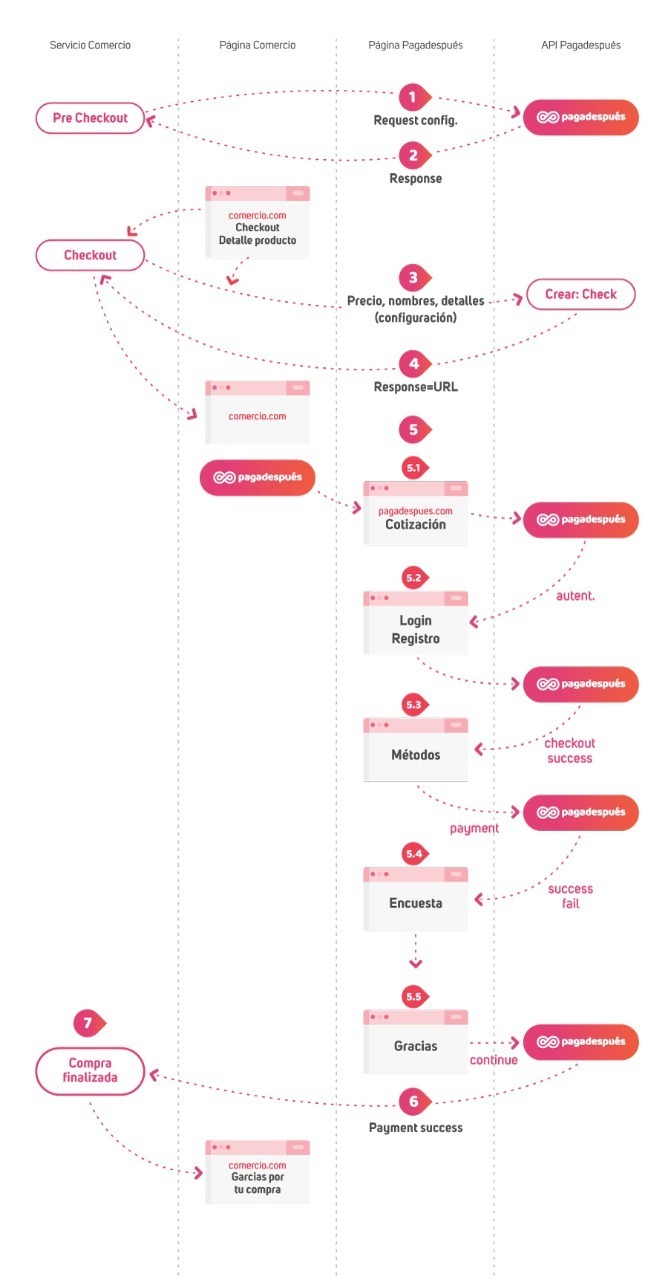 Servicio Comercio
Página Comercio
Página Pagadespués
API Pagadespués
1
Pre Checkout
Request config.
pagadespués
2
Response
comercio.com
Checkout
Detalle producto
Checkout
3
Precio, nombres, detalles
(configuración)
Crear: Check
4
Response=URL
comercio.com
5
5.1
pagadespués
pagadespues.com
Cotización
pagadespués
5.2
autent.
Login
Registro
pagadespués
5.3
Métodos
checkout
success
pagadespués
payment
5.4
Encuesta
success
fail
5.5
7
Gracias
pagadespués
continue
Compra
finalizada
6
Payment success
comercio.com
Garcias por
tu compra